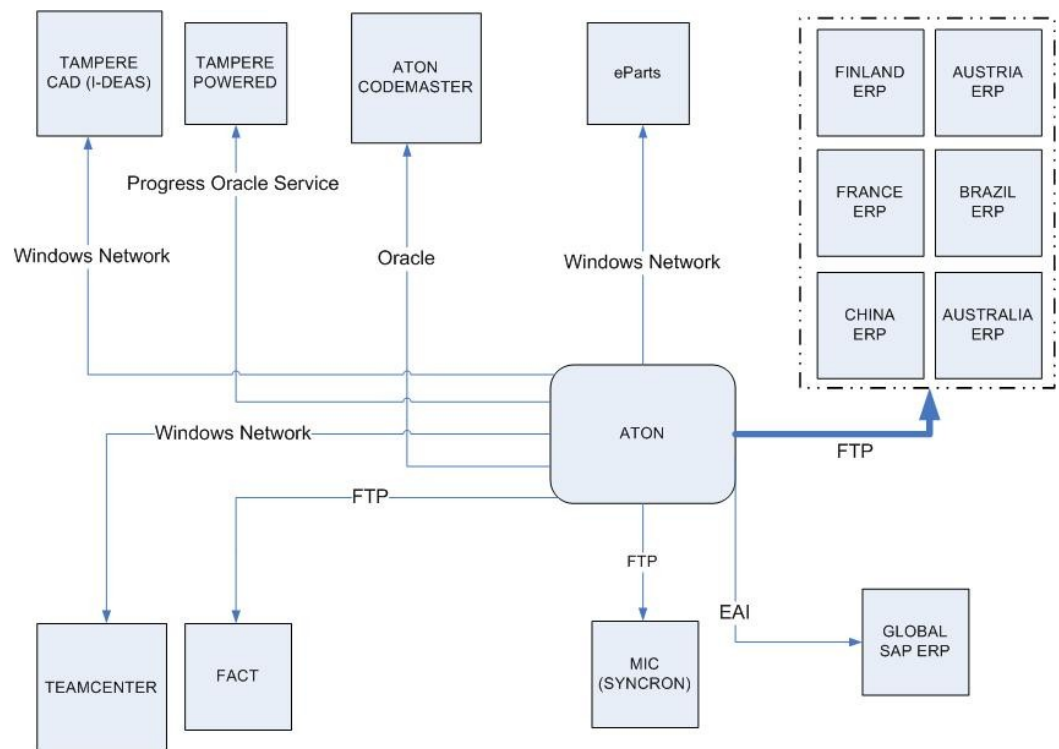 TAMPERE
CAD (I-DEAS)
TAMPERE
POWERED
ATON
CODEMASTER
eParts
FINLAND
ERP
AUSTRIA
ERP
Progress Oracle Service
FRANCE
ERP
BRAZIL
ERP
Windows Network
Oracle
Windows Network
CHINA
ERP
AUSTRALIA
ERP
Windows Network
ATON
FTP
FTP
FTP
EAI
TEAMCENTER
FACT
MIC
(SYNCRON)
GLOBAL
SAP ERP